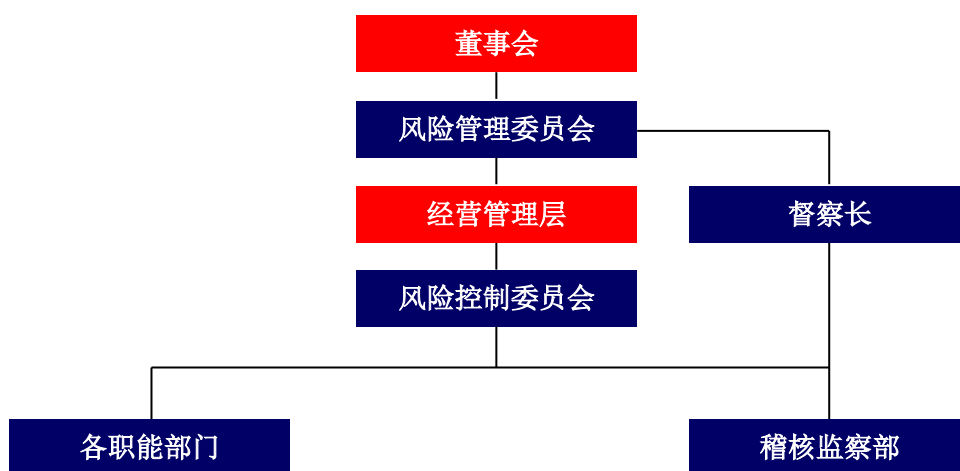 董事会
风险管理委员会
经营管理层
督察长
风险控制委员会
各职能部门
稽核监察部